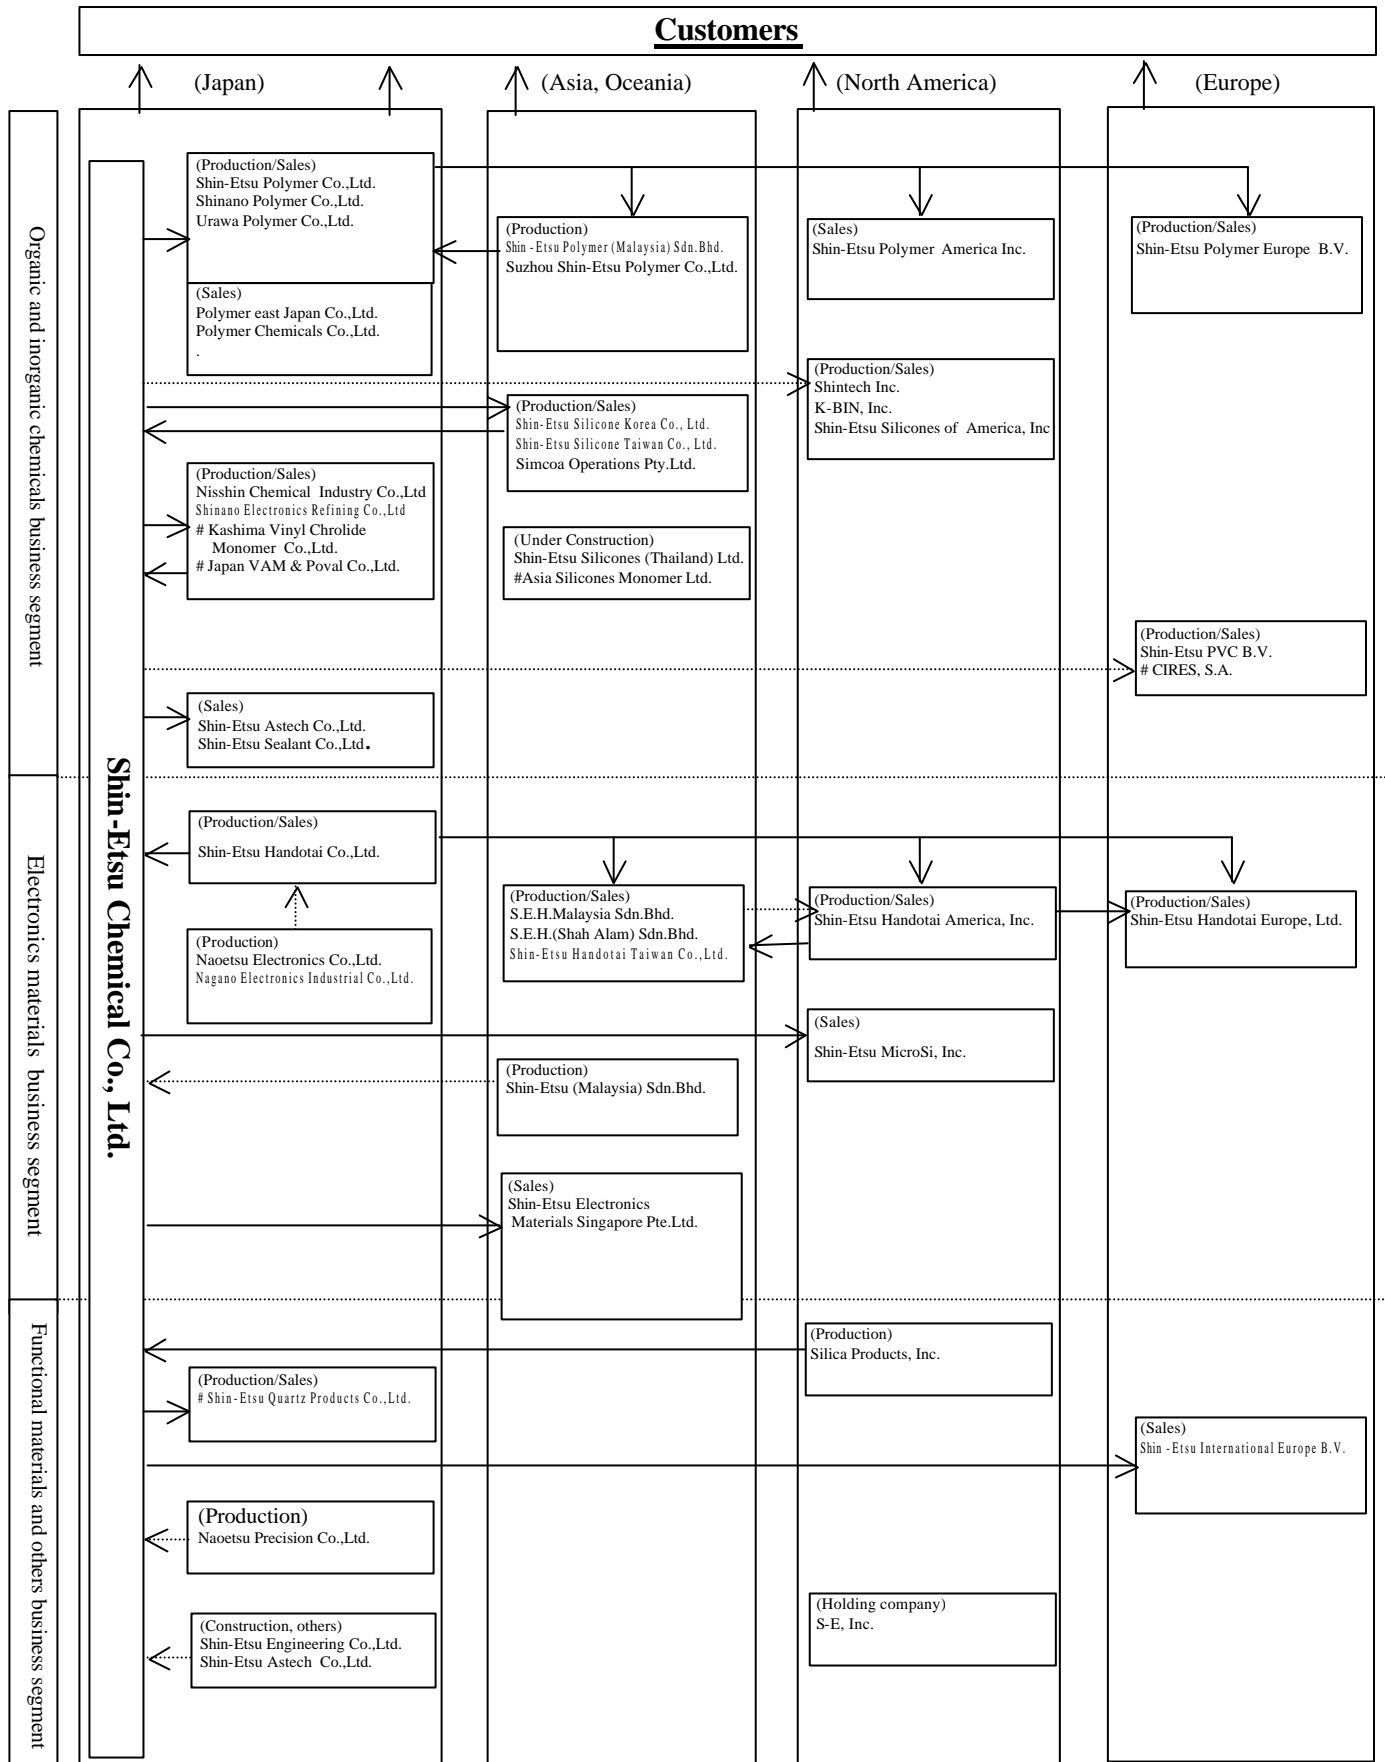 Customers
(Japan)
(Asia, Oceania)
(North America)
(Europe)
Organic and inorganic chemicals business segment
Electronics materials business segment
Functional materials and others business segment
Shin-Etsu Chemical Co., Ltd.
(Production/Sales)
Shin-Etsu Polymer Co.,Ltd.
Shinano Polymer Co.,Ltd.
Urawa Polymer Co.,Ltd.
(Sales)
Polymer east Japan Co.,Ltd.
Polymer Chemicals Co.,Ltd.
.
(Production)
Shin-Etsu Polymer (Malaysia) Sdn.Bhd.
Suzhou Shin-Etsu Polymer Co.,Ltd.
(Sales)
Shin-Etsu Polymer America Inc.
(Production/Sales)
Shin-Etsu Polymer Europe B.V.
(Production/Sales)
Shintech Inc.
K-BIN, Inc.
Shin-Etsu Silicones of America, Inc
(Production/Sales)
Shin-Etsu Silicone Korea Co., Ltd.
Shin-Etsu Silicone Taiwan Co., Ltd.
Simcoa Operations Pty.Ltd.
(Production/Sales)
Nisshin Chemical Industry Co.,Ltd
Shinano Electronics Refining Co.,Ltd
# Kashima Vinyl Chrolide
Monomer Co.,Ltd.
# Japan VAM & Poval Co.,Ltd.
(Under Construction)
Shin-Etsu Silicones (Thailand) Ltd.
#Asia Silicones Monomer Ltd.
(Production/Sales)
Shin-Etsu PVC B.V.
# CIRES, S.A.
(Sales)
Shin-Etsu Astech Co.,Ltd.
Shin-Etsu Sealant Co.,Ltd.
(Production/Sales)
Shin-Etsu Handotai Co.,Ltd.
(Production)
Naoetsu Electronics Co.,Ltd.
Nagano Electronics Industrial Co.,Ltd.
(Production/Sales)
S.E.H.Malaysia Sdn.Bhd.
S.E.H.(Shah Alam) Sdn.Bhd.
Shin-Etsu Handotai Taiwan Co.,Ltd.
(Production/Sales)
Shin-Etsu Handotai America, Inc.
(Production/Sales)
Shin-Etsu Handotai Europe, Ltd.
(Sales)
Shin-Etsu MicroSi, Inc.
(Production)
Shin-Etsu (Malaysia) Sdn.Bhd.
(Sales)
Shin-Etsu Electronics
Materials Singapore Pte.Ltd.
(Production)
Silica Products, Inc.
(Production/Sales)
# Shin-Etsu Quartz Products Co.,Ltd.
(Sales)
Shin-Etsu International Europe B.V.
(Production)
Naoetsu Precision Co.,Ltd.
(Construction, others)
Shin-Etsu Engineering Co.,Ltd.
Shin-Etsu Astech Co.,Ltd.
(Holding company)
S-E, Inc.